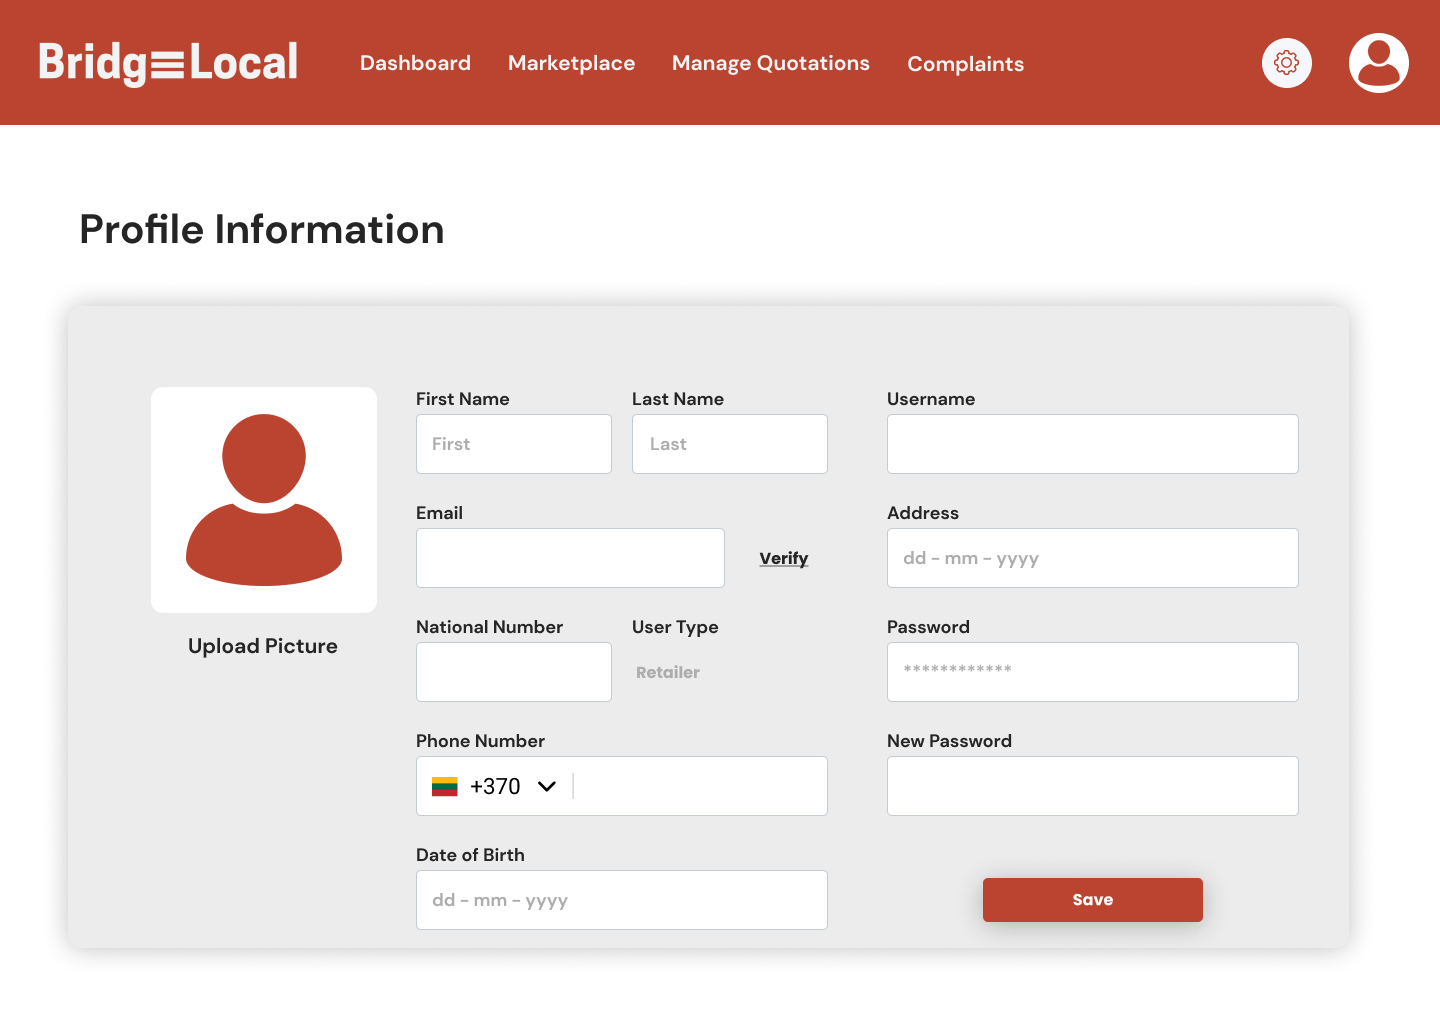 Bridge Local
Dashboard Marketplace Manage Quotations Complaints
Profile Information
Upload Picture
First Name Last Name
First Last
Email
Verify
National Number User Type
Retailer
Phone Number
+370
Date of Birth
dd - mm - yyyy
Username
Address
dd - mm - yyyy
Password
************
New Password
Save